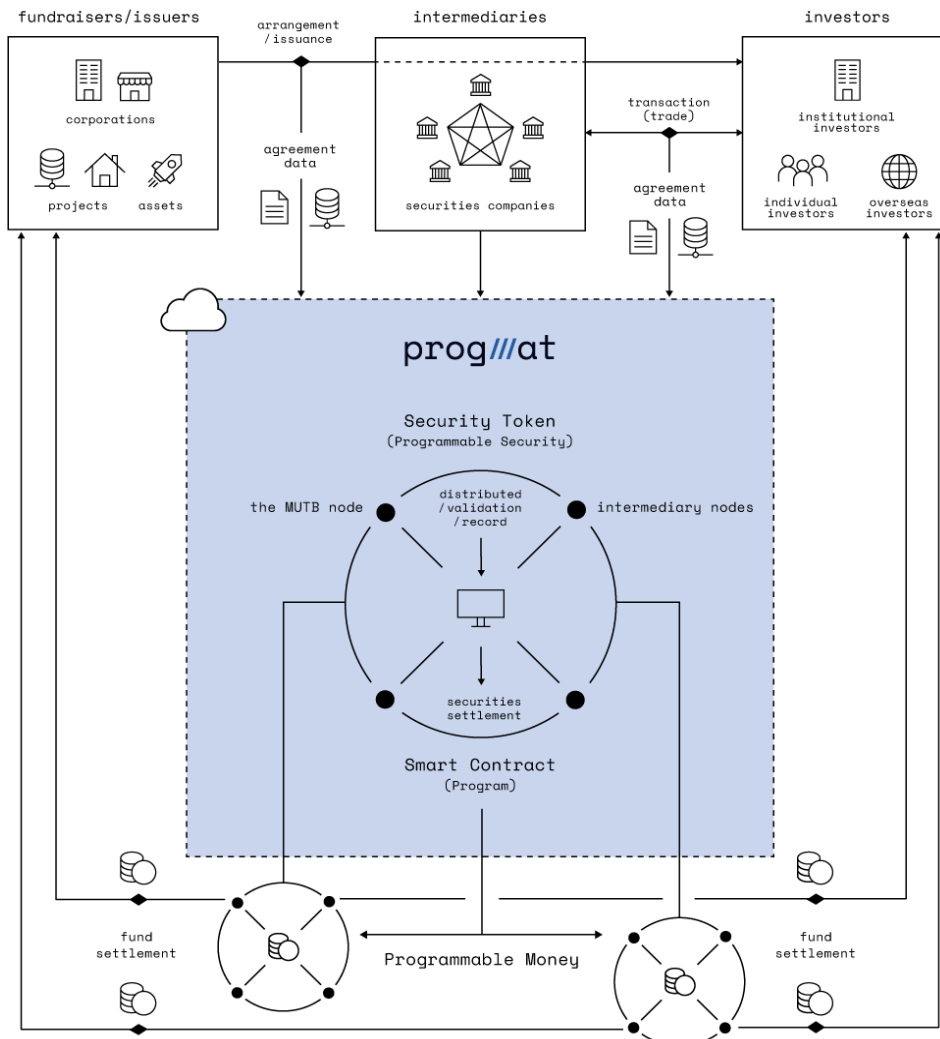 fundraisers/issuers
arrangement
/issuance
intermediaries
investors
corporations
projects
assets
agreement
data
securities companies
transaction
(trade)
agreement
data
institutional
investors
individual
investors
overseas
investors
progmat
Security Token
(Programmable Security)
the MUTB node
distributed
/validation
/record
intermediary nodes
securities
settlement
Smart Contract
(Program)
fund
settlement
Programmable Money
fund
settlement